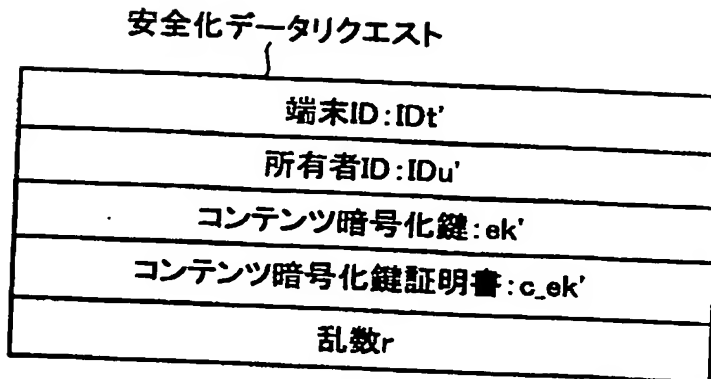 安全化データリクエスト
端末ID:IDt'
所有者ID:IDu'
コンテンツ暗号化鍵:ek'
コンテンツ暗号化鍵証明書:c_ek'
乱数r